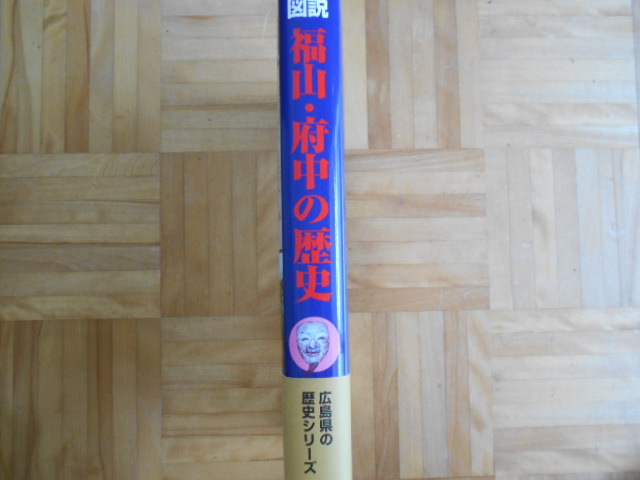 図説
福山・府中の歴史
広島県の
歴史シリーズ